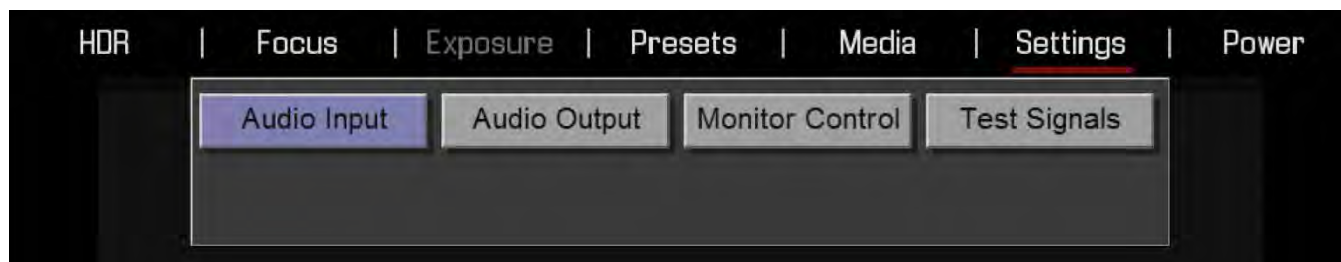 HDR | Focus | Exposure | Presets | Media | Settings | Power
Audio Input Audio Output Monitor Control Test Signals